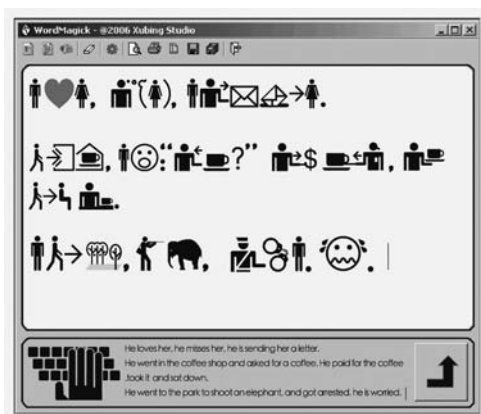 WordMagick - @2006 Xubing Studio
He loves her, he misses her, he is sending her a letter.
He went in the coffee shop and asked for a coffee. He paid for the coffee
.took it and sat down.
He went to the park to shoot an elephant, and got arrested. he is worried.